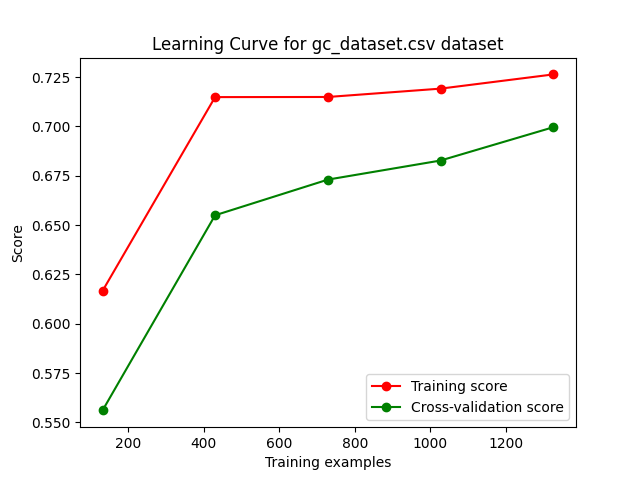 Learning Curve for gc_dataset.csv dataset
0.725
0.700
0.675
0.650
0.625
0.600
0.575
0.550
Score
200 400 600 800 1000 1200
Training examples
Training score
Cross-validation score